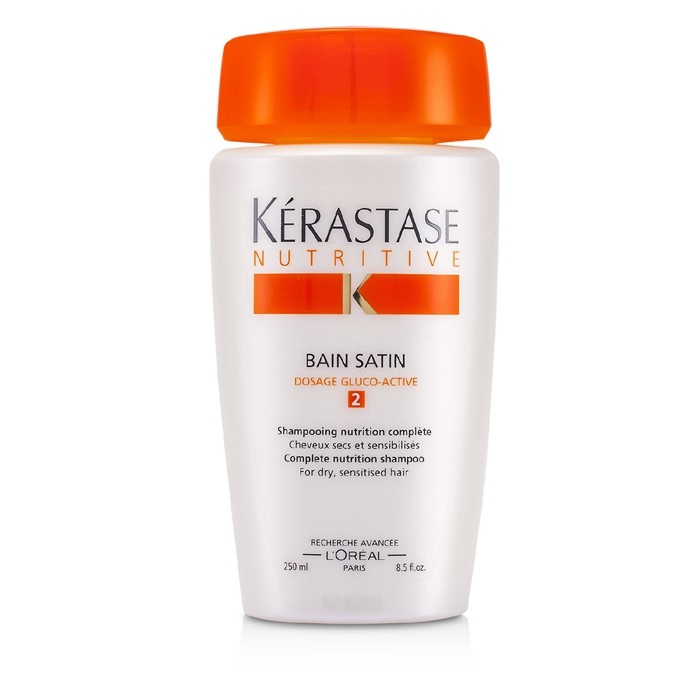 KÉRASTASE
NUTRITIVE
K
BAIN SATIN
DOSAGE GLUCO-ACTIVE
2
Shampooing nutrition complète
Cheveux secs et sensibilisés
Complete nutrition shampoo
For dry, sensitised hair
RECHERCHE AVANCÉE
L'ORÉAL
250 ml PARIS 8.5 fl.oz.